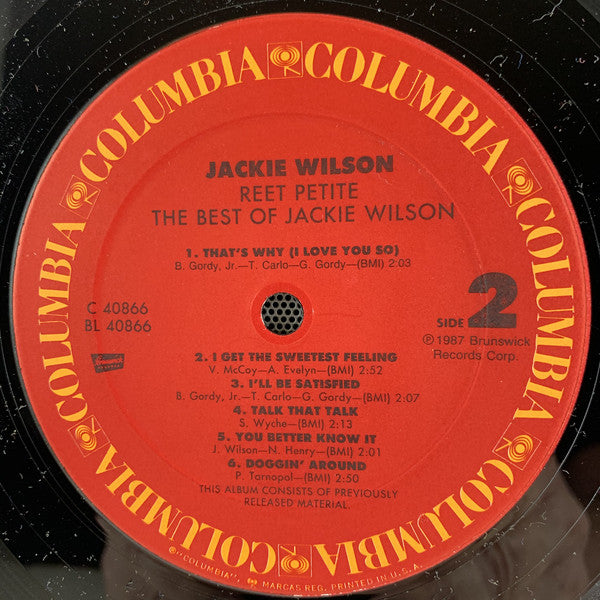 COLUMBIA COLUMBIA COLUMBIA COLUMBIA COLUMBIA COLUMBIA
JACKIE WILSON
REET PETITE
THE BEST OF JACKIE WILSON
1. THAT'S WHY (I LOVE YOU SO)
B. Gordy, Jr.—T. Carlo—G. Gordy—(BMI) 2:03
C 40866
BL 40866
SIDE 2
℗ 1987 Brunswick
Records Corp.
2. I GET THE SWEETEST FEELING
V. McCoy—A. Evelyn—(BMI) 2:52
3. I'LL BE SATISFIED
B. Gordy, Jr.—T. Carlo—G. Gordy—(BMI) 2:07
4. TALK THAT TALK
S. Wyche—(BMI) 2:13
5. YOU BETTER KNOW IT
J. Wilson—N. Henry—(BMI) 2:01
6. DOGGIN' AROUND
P. Tarnopol—(BMI) 2:50
THIS ALBUM CONSISTS OF PREVIOUSLY
RELEASED MATERIAL.
®"COLUMBIA", MARCAS REG. PRINTED IN U.S.A.